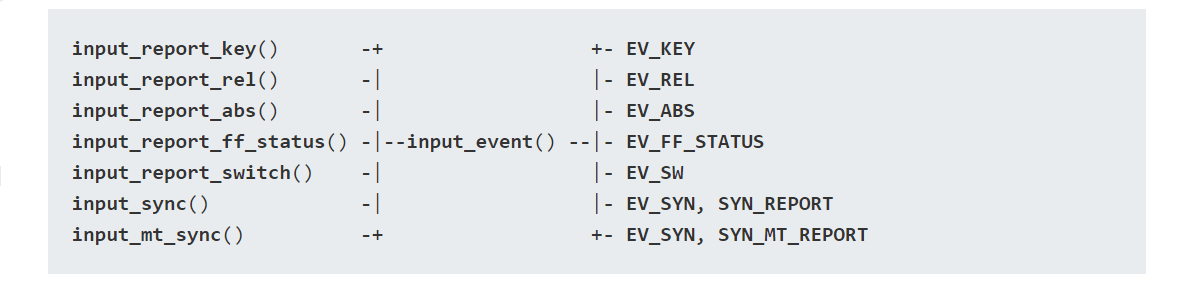 input_report_key()       -+                  +- EV_KEY
input_report_rel()       -|                  |- EV_REL
input_report_abs()       -|                  |- EV_ABS
input_report_ff_status() -|--input_event() --|- EV_FF_STATUS
input_report_switch()    -|                  |- EV_SW
input_sync()             -|                  |- EV_SYN, SYN_REPORT
input_mt_sync()          -+                  +- EV_SYN, SYN_MT_REPORT